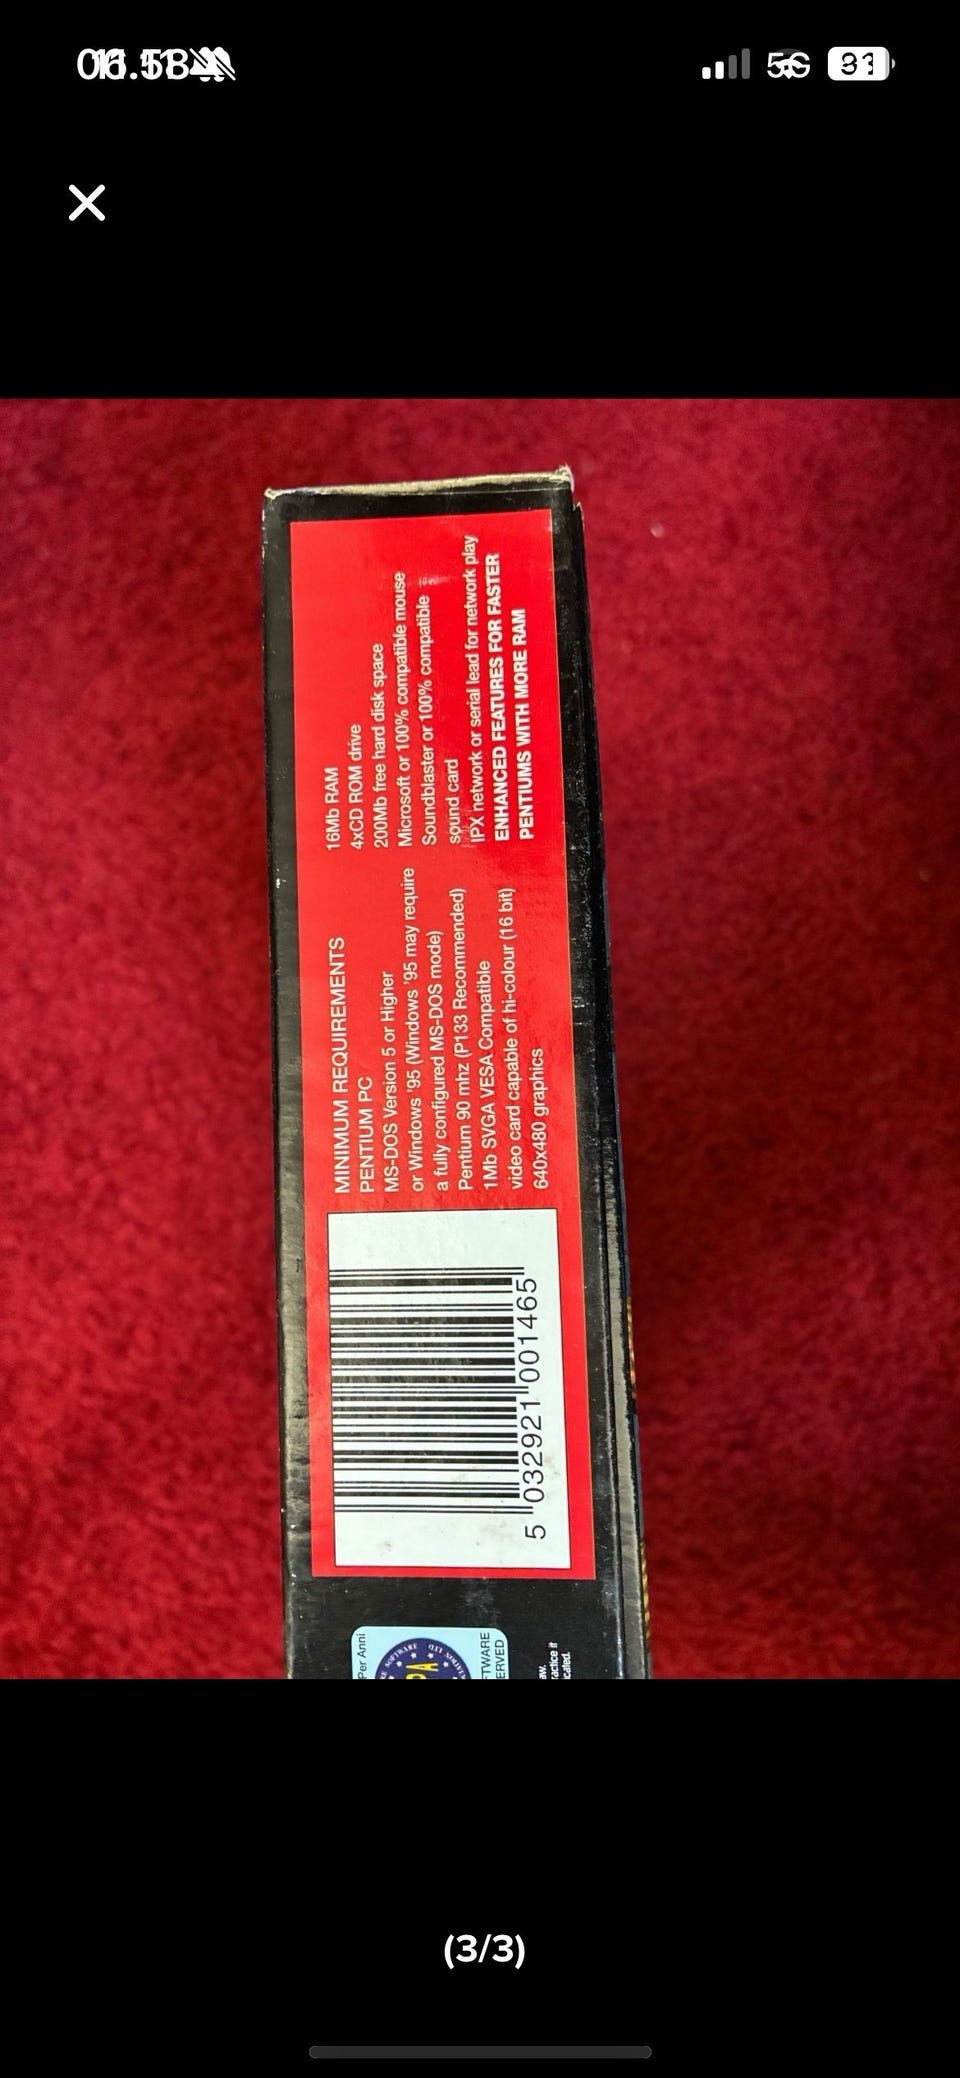 5G
(3/3)
MINIMUM REQUIREMENTS
PENTIUM PC
MS-DOS Version 5 or Higher
or Windows '95 (Windows '95 may require
a fully configured MS-DOS mode)
Pentium 90 mhz (P133 Recommended)
1Mb SVGA VESA Compatible
video card capable of hi-colour (16 bit)
640x480 graphics
16Mb RAM
4xCD ROM drive
200Mb free hard disk space
Microsoft or 100% compatible mouse
Soundblaster or 100% compatible
sound card
IPX network or serial lead for network play
ENHANCED FEATURES FOR FASTER
PENTIUMS WITH MORE RAM
5 032921 001465
Per Anni